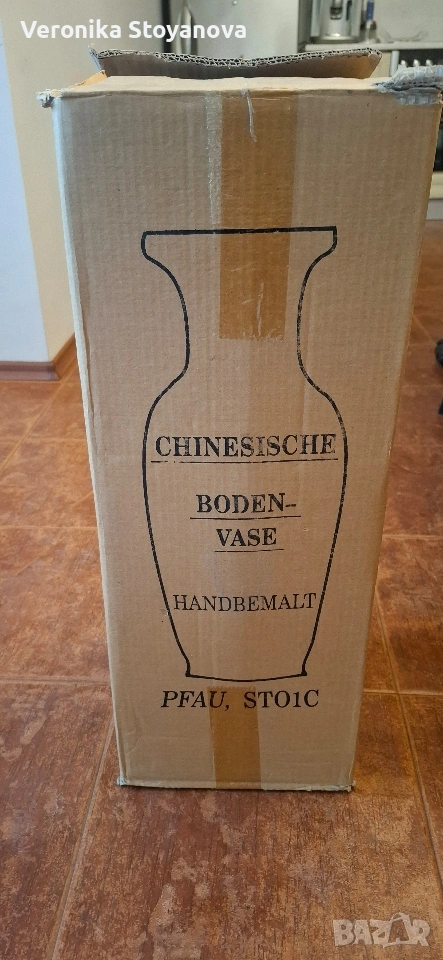 Veronika Stoyanova
CHINESISCHE
BODEN-
VASE
HANDBEMALT
PFAU, ST01C
BAZAR